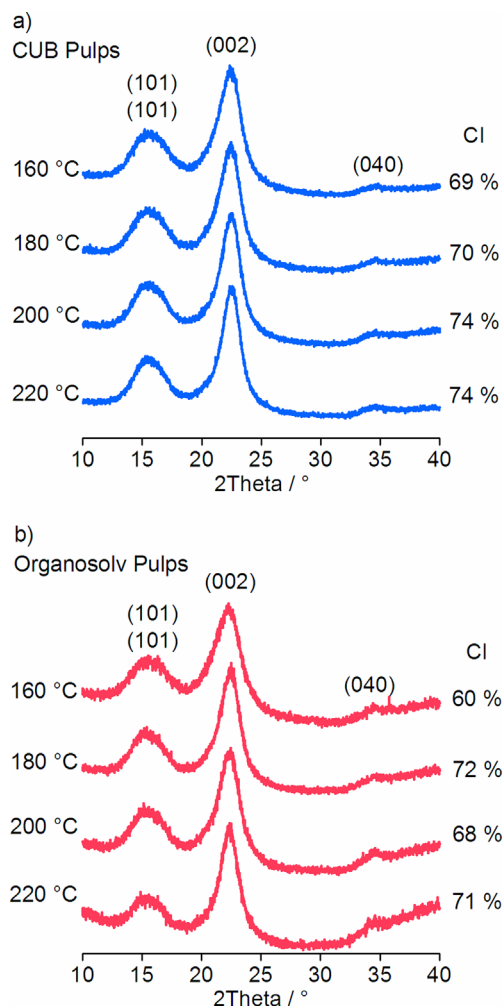 a)
CUB Pulps
(002)
(101)
(101)
CI
(040)
160 °C
69 %
180 °C
70 %
200 °C
74 %
220 °C
74 %
10 15 20 25 30 35 40
2Theta / °
b)
Organosolv Pulps
(002)
(101)
(101)
CI
(040)
160 °C
60 %
180 °C
72 %
200 °C
68 %
220 °C
71 %
10 15 20 25 30 35 40
2Theta / °